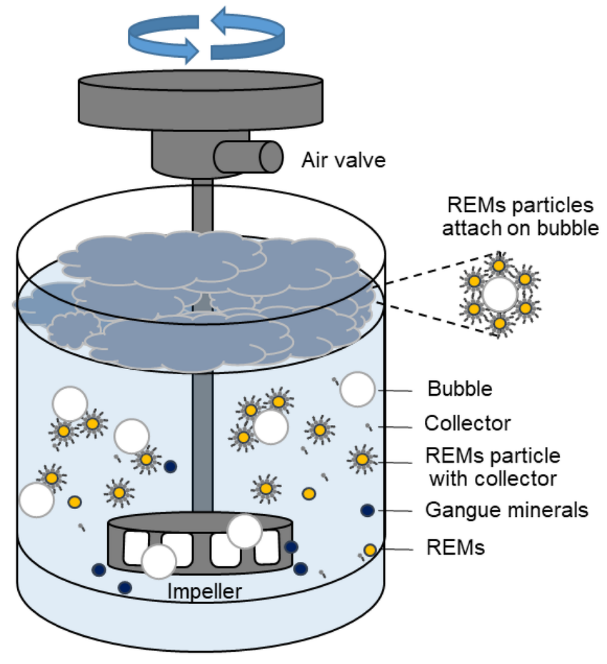 Air valve
REMs particles
attach on bubble
Bubble
Collector
REMs particle
with collector
Gangue minerals
REMs
Impeller